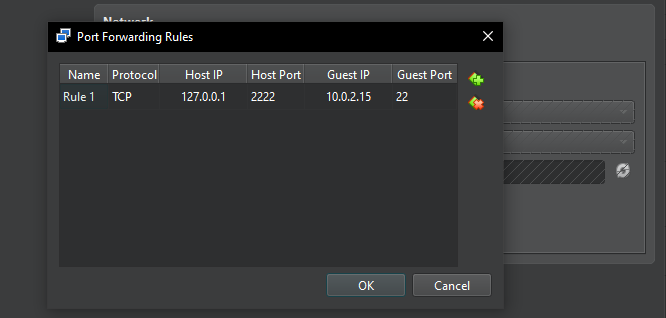 Network
Port Forwarding Rules
Name Protocol Host IP Host Port Guest IP Guest Port
Rule 1 TCP 127.0.0.1 2222 10.0.2.15 22
OK Cancel